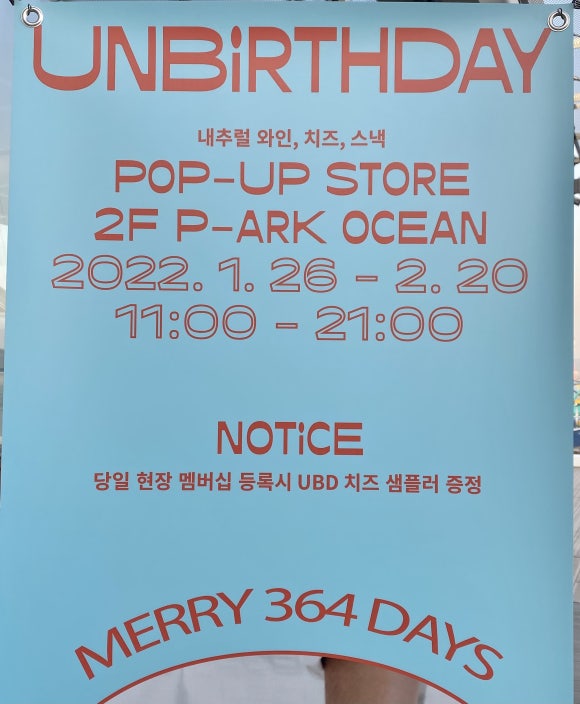 UNBiRTHDAY
내추럴 와인, 치즈, 스낵
POP-UP STORE
2F P-ARK OCEAN
2022. 1. 26 - 2. 20
11:00 - 21:00
NOTiCE
당일 현장 멤버십 등록시 UBD 치즈 샘플러 증정
MERRY 364 DAYS